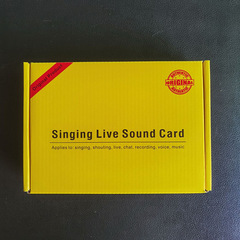 ORIGINAL
Singing Live Sound Card
Applies to: singing, shouting, live, chat, recording, voice, music